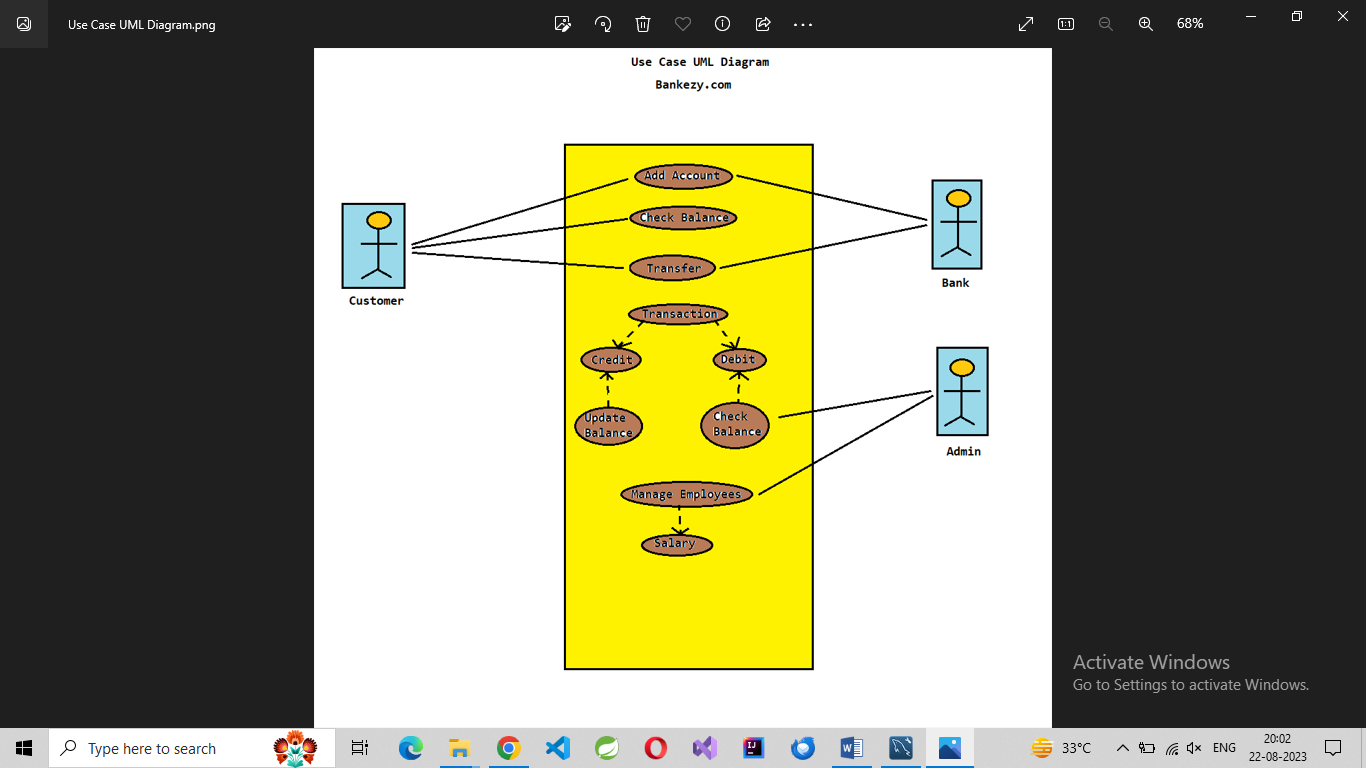 Use Case UML Diagram.png
68%
Use Case UML Diagram
Bankezy.com
Add Account
Check Balance
Transfer
Transaction
Credit
Debit
Update
Balance
Check
Balance
Manage Employees
Salary
Customer
Bank
Admin
Activate Windows
Go to Settings to activate Windows.
Type here to search
33°C
ENG
20:02
22-08-2023